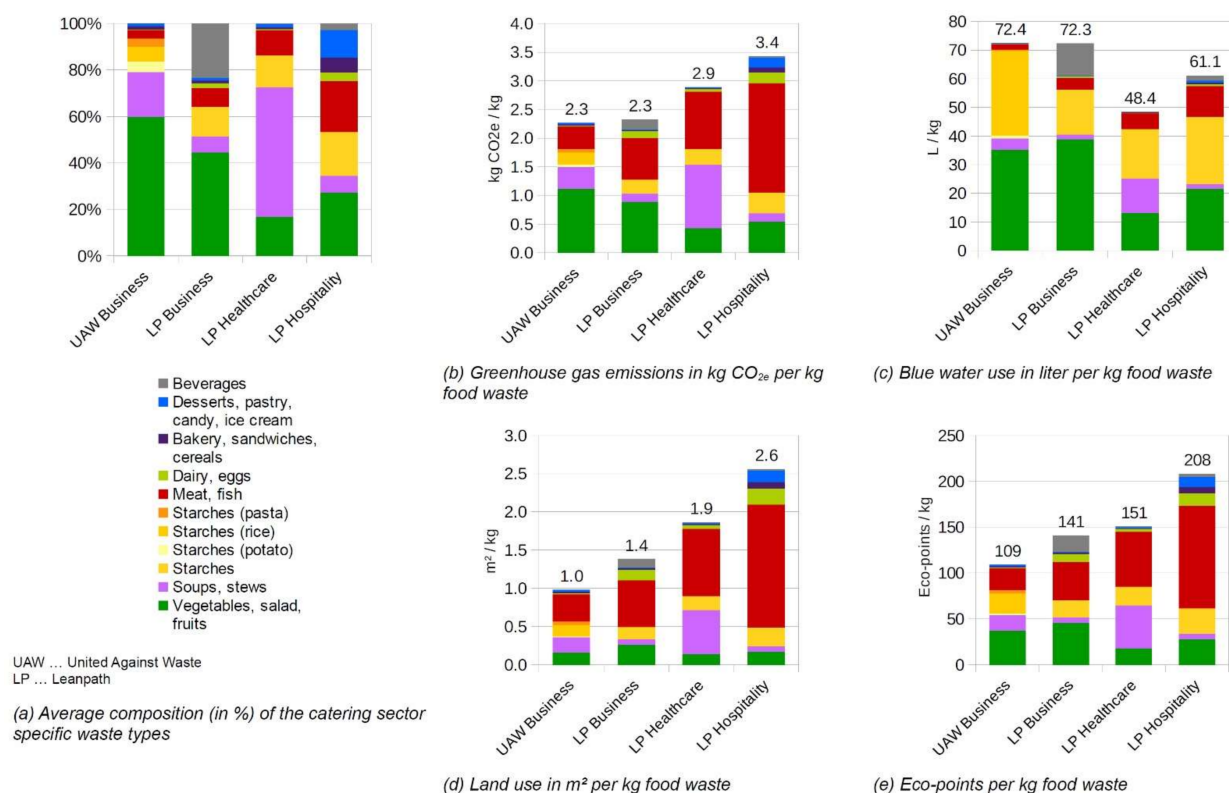 100%
80%
60%
40%
20%
0%
UAW Business
LP Business
LP Healthcare
LP Hospitality
Beverages
Desserts, pastry,
candy, ice cream
Bakery, sandwiches,
cereals
Dairy, eggs
Meat, fish
Starches (pasta)
Starches (rice)
Starches (potato)
Starches
Soups, stews
Vegetables, salad,
fruits
UAW … United Against Waste
LP … Leanpath
(a) Average composition (in %) of the catering sector
specific waste types
kg CO2e / kg
4.0
3.5
3.0
2.5
2.0
1.5
1.0
0.5
0.0
2.3
2.3
2.9
3.4
UAW Business
LP Business
LP Healthcare
LP Hospitality
(b) Greenhouse gas emissions in kg CO₂ₑ per kg
food waste
L / kg
80
70
60
50
40
30
20
10
0
72.4
72.3
48.4
61.1
UAW Business
LP Business
LP Healthcare
LP Hospitality
(c) Blue water use in liter per kg food waste
m² / kg
3.0
2.5
2.0
1.5
1.0
0.5
0.0
1.0
1.4
1.9
2.6
UAW Business
LP Business
LP Healthcare
LP Hospitality
(d) Land use in m² per kg food waste
Eco-points / kg
250
200
150
100
50
0
109
141
151
208
UAW Business
LP Business
LP Healthcare
LP Hospitality
(e) Eco-points per kg food waste